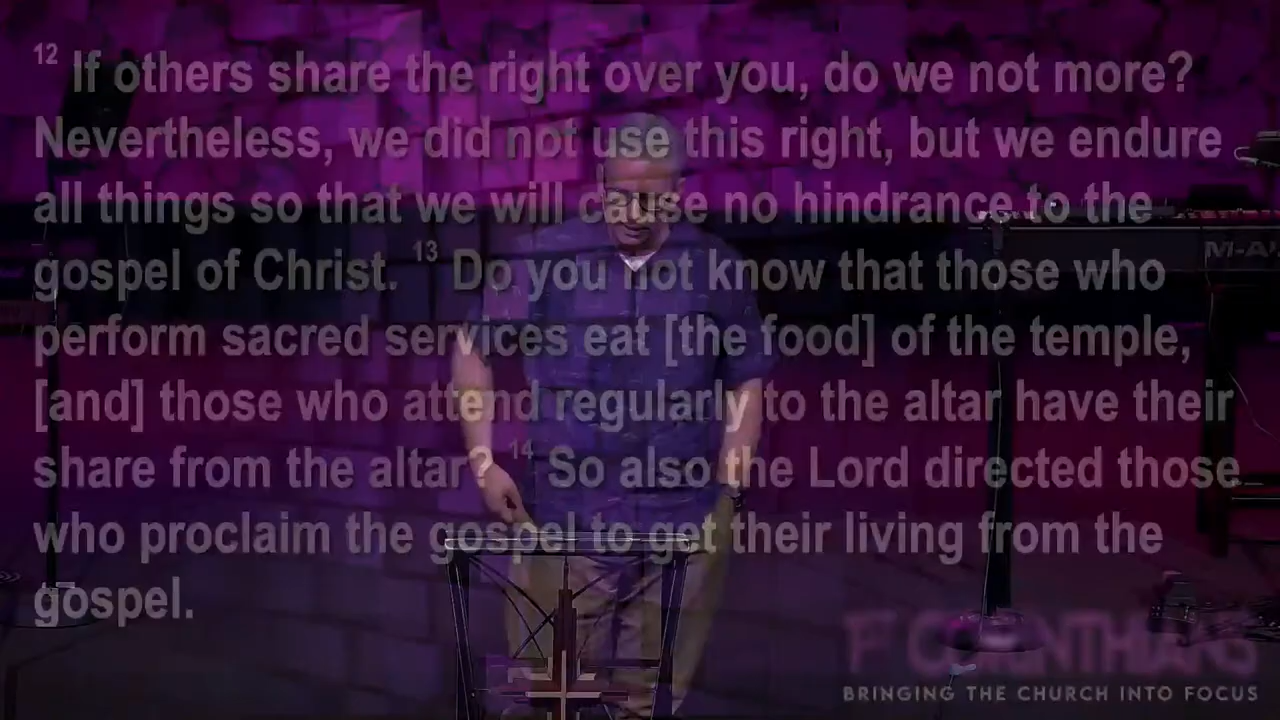 12 If others share the right over you, do we not more?
Nevertheless, we did not use this right, but we endure
all things so that we will cause no hindrance to the
gospel of Christ. 13 Do you not know that those who
perform sacred services eat [the food] of the temple,
[and] those who attend regularly to the altar have their
share from the altar? 14 So also the Lord directed those
who proclaim the gospel to get their living from the
gospel.
M-A
1st CORINTHIANS
BRINGING THE CHURCH INTO FOCUS